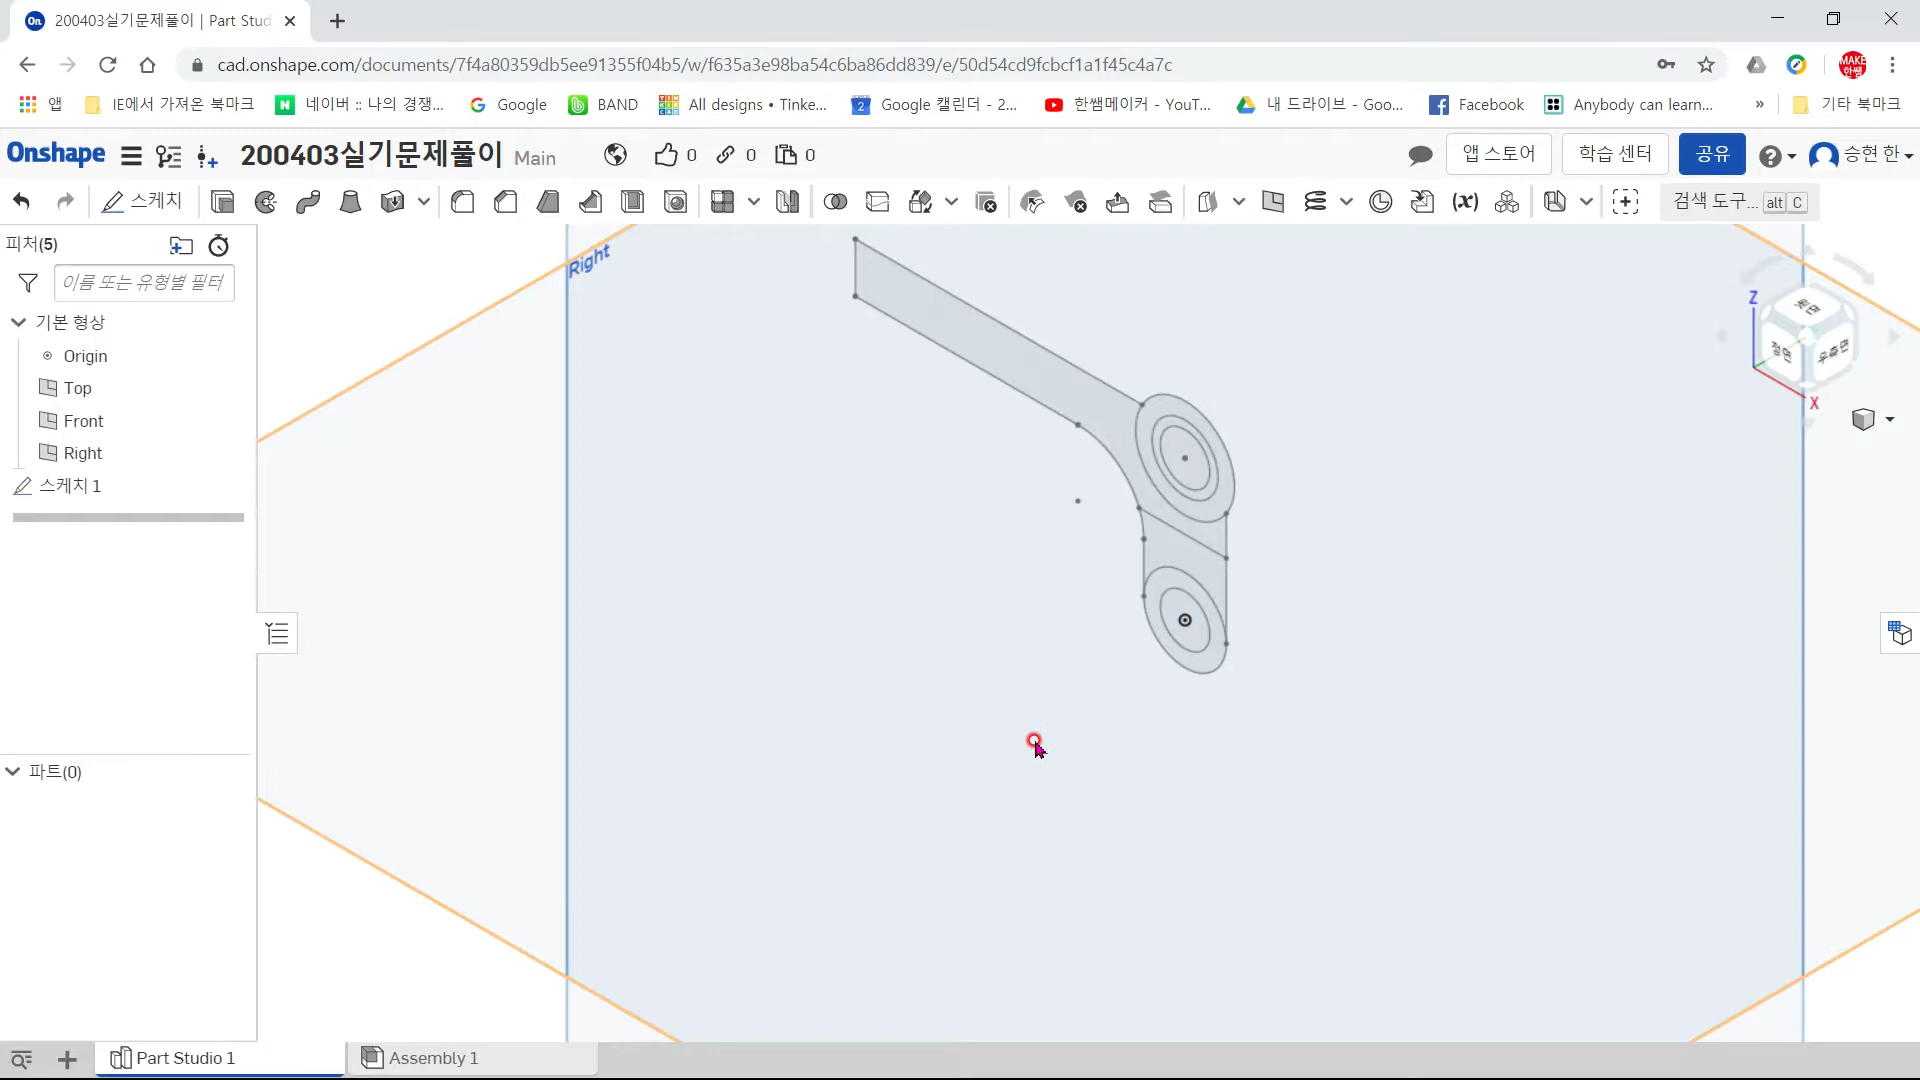 200403실기문제풀이 | Part Stud
cad.onshape.com/documents/7f4a80359db5ee91355f04b5/w/f635a3e98ba54c6ba86dd839/e/50d54cd9fcbcf1a1f45c4a7c
앱 IE에서 가져온 북마크 네이버 :: 나의 경쟁... Google BAND All designs • Tinke... Google 캘린더 - 2... 한쌤메이커 - YouT... 내 드라이브 - Goo... Facebook Anybody can learn... » 기타 북마크
Onshape 200403실기문제풀이 Main 0 0 0 앱 스토어 학습 센터 공유 승현 한
스케치 검색 도구... alt C
피처(5)
이름 또는 유형별 필터
기본 형상
Origin
Top
Front
Right
스케치 1
파트(0)
Right
Z
윗면
정면
우측면
X
Part Studio 1
Assembly 1